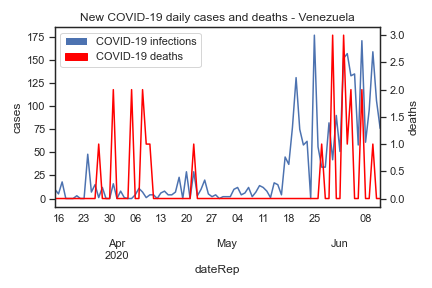 New COVID-19 daily cases and deaths - Venezuela
COVID-19 infections
COVID-19 deaths
175
150
125
100
75
50
25
0
cases
3.0
2.5
2.0
1.5
1.0
0.5
0.0
deaths
16 23 30 06 13 20 27 04 11 18 25 08
Apr May Jun
2020
dateRep